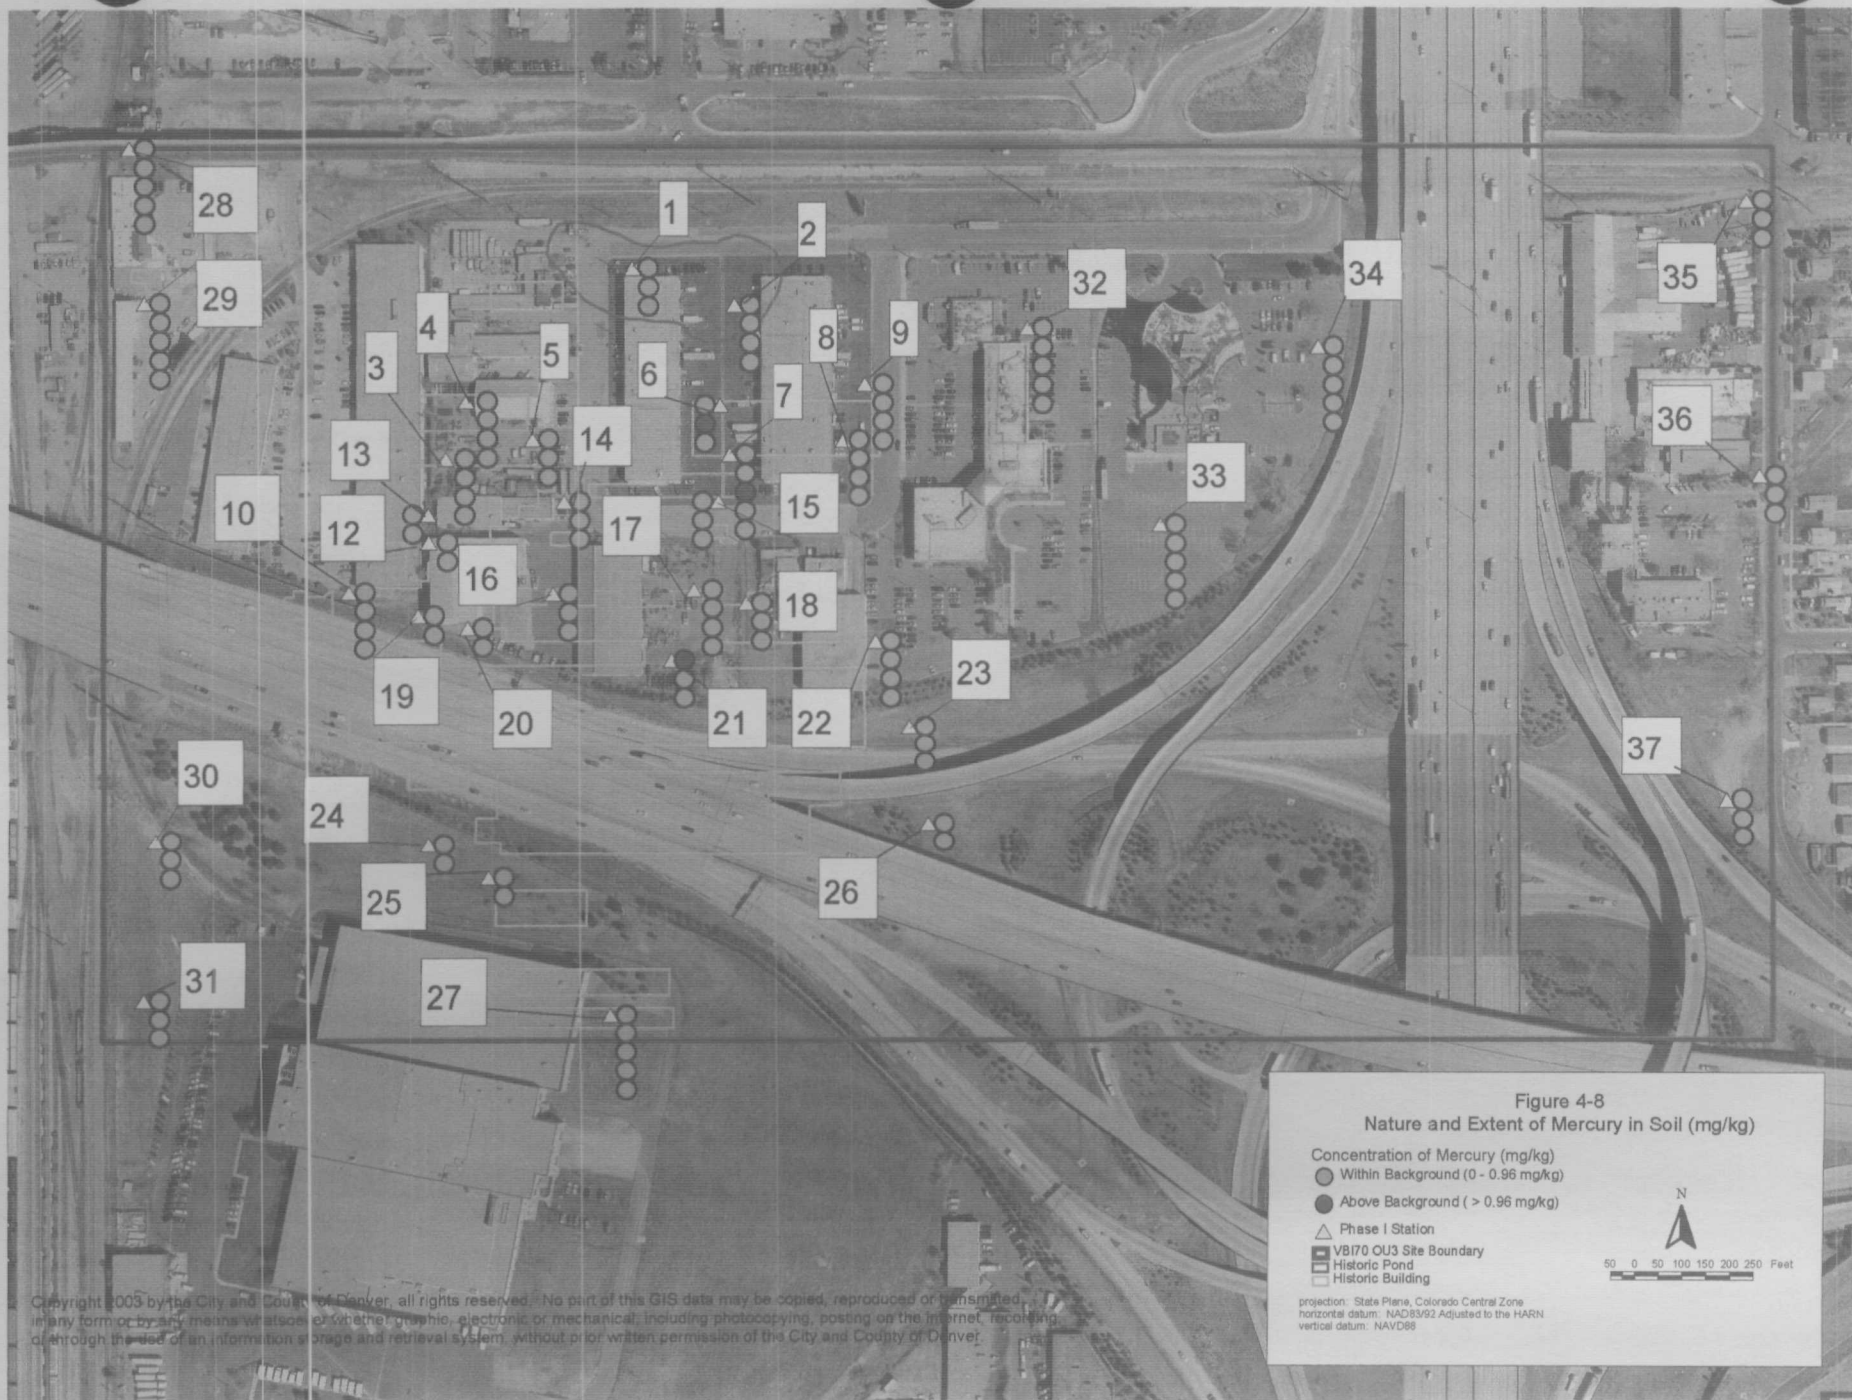 28
1
2
29
32
34
35
4
8
9
5
3
6
7
36
14
13
33
10
15
12
17
16
18
23
19
20
21
22
37
30
24
26
25
31
27
Figure 4-8
Nature and Extent of Mercury in Soil (mg/kg)
Concentration of Mercury (mg/kg)
Within Background (0 - 0.96 mg/kg)
Above Background ( > 0.96 mg/kg)
Phase I Station
VBI70 OU3 Site Boundary
Historic Pond
Historic Building
N
50 0 50 100 150 200 250 Feet
projection: State Plane, Colorado Central Zone
horizontal datum: NAD83/92 Adjusted to the HARN
vertical datum: NAVD88
Copyright 2003 by the City and County of Denver, all rights reserved. No part of this GIS data may be copied, reproduced or transmitted,
in any form or by any means whatsoever whether graphic, electronic or mechanical, including photocopying, posting on the internet, recording,
or through the use of an information storage and retrieval system, without prior written permission of the City and County of Denver.